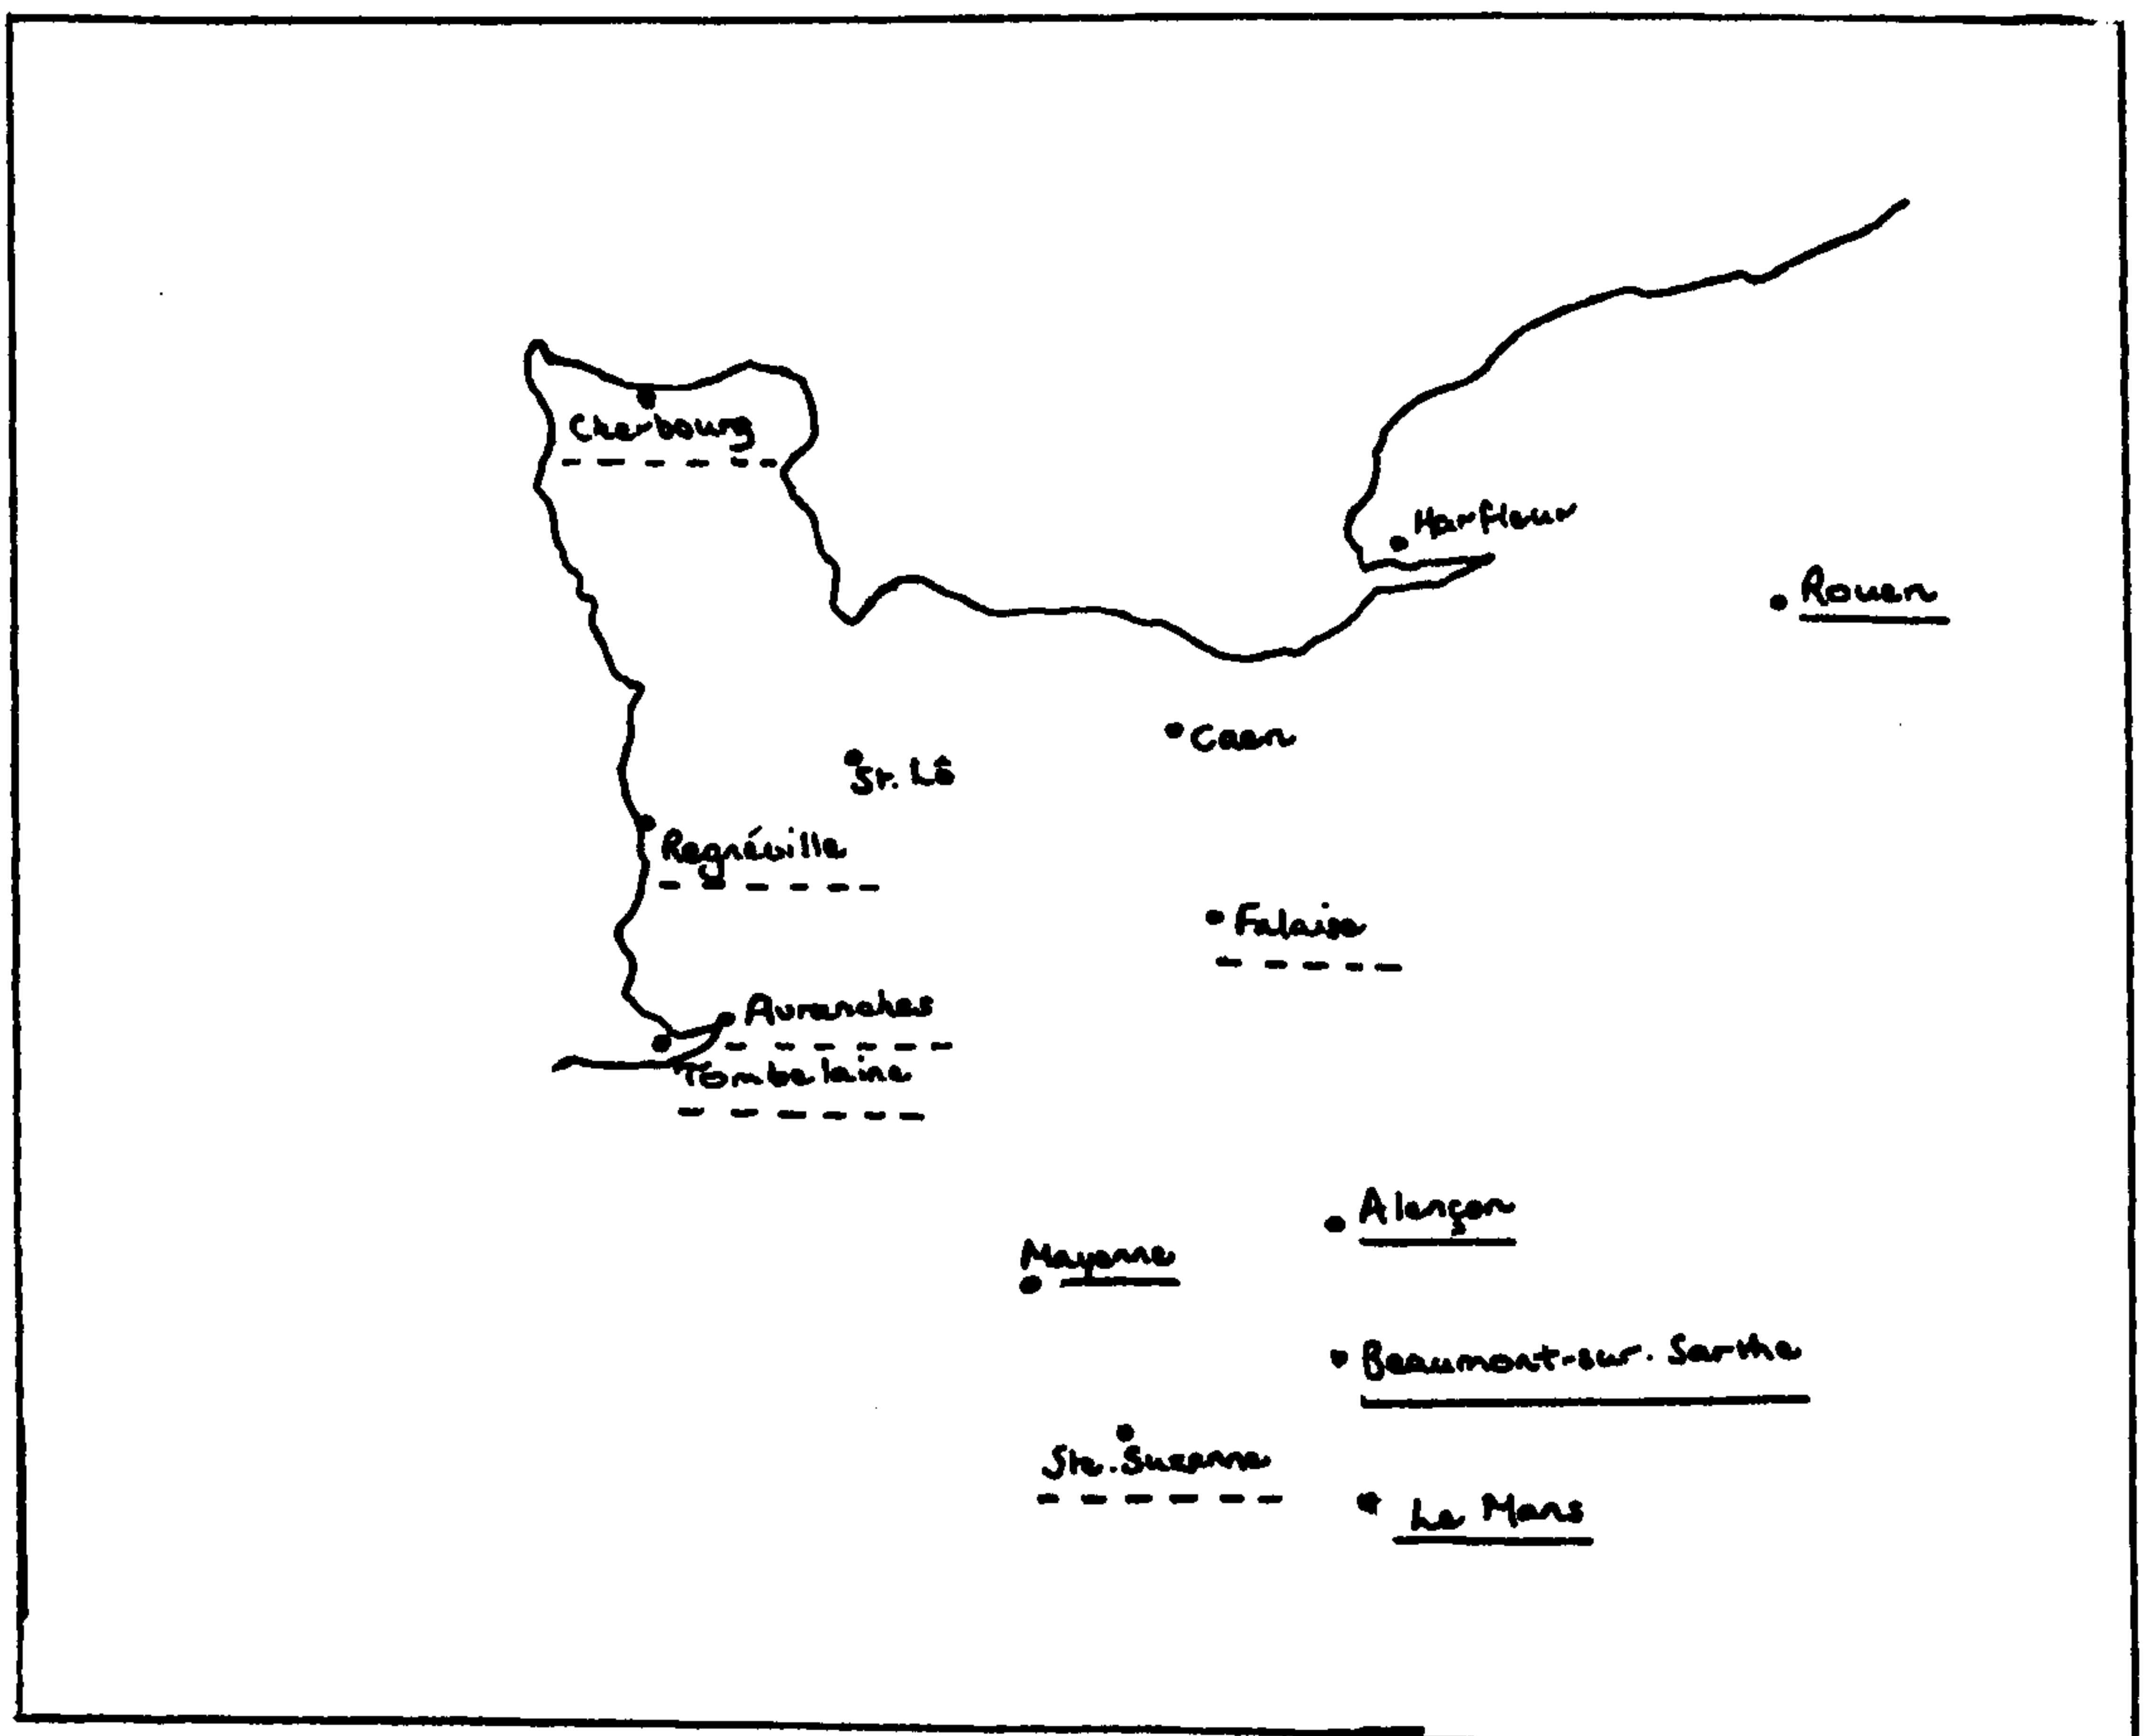 Cherbourg
Harfleur
Rouen
Caen
St. Lô
Regnéville
Falaise
Avranches
Tombelaine
Alençon
Mayenne
Beaumont-sur. Sarthe
Ste. Suzanne
Le Mans